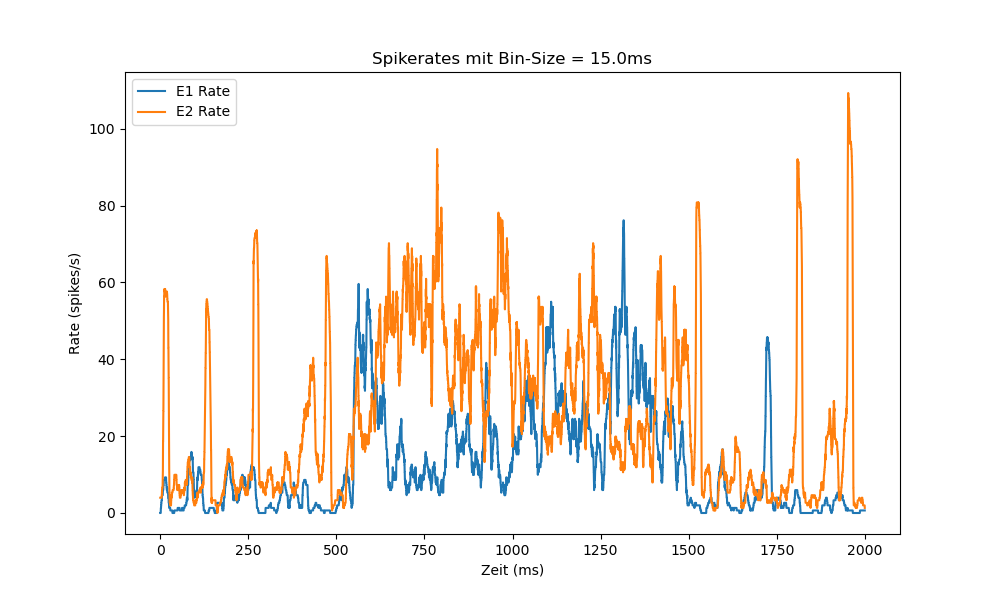 Spikerates mit Bin-Size = 15.0ms
E1 Rate
E2 Rate
100
80
60
40
20
0
Rate (spikes/s)
0 250 500 750 1000 1250 1500 1750 2000
Zeit (ms)